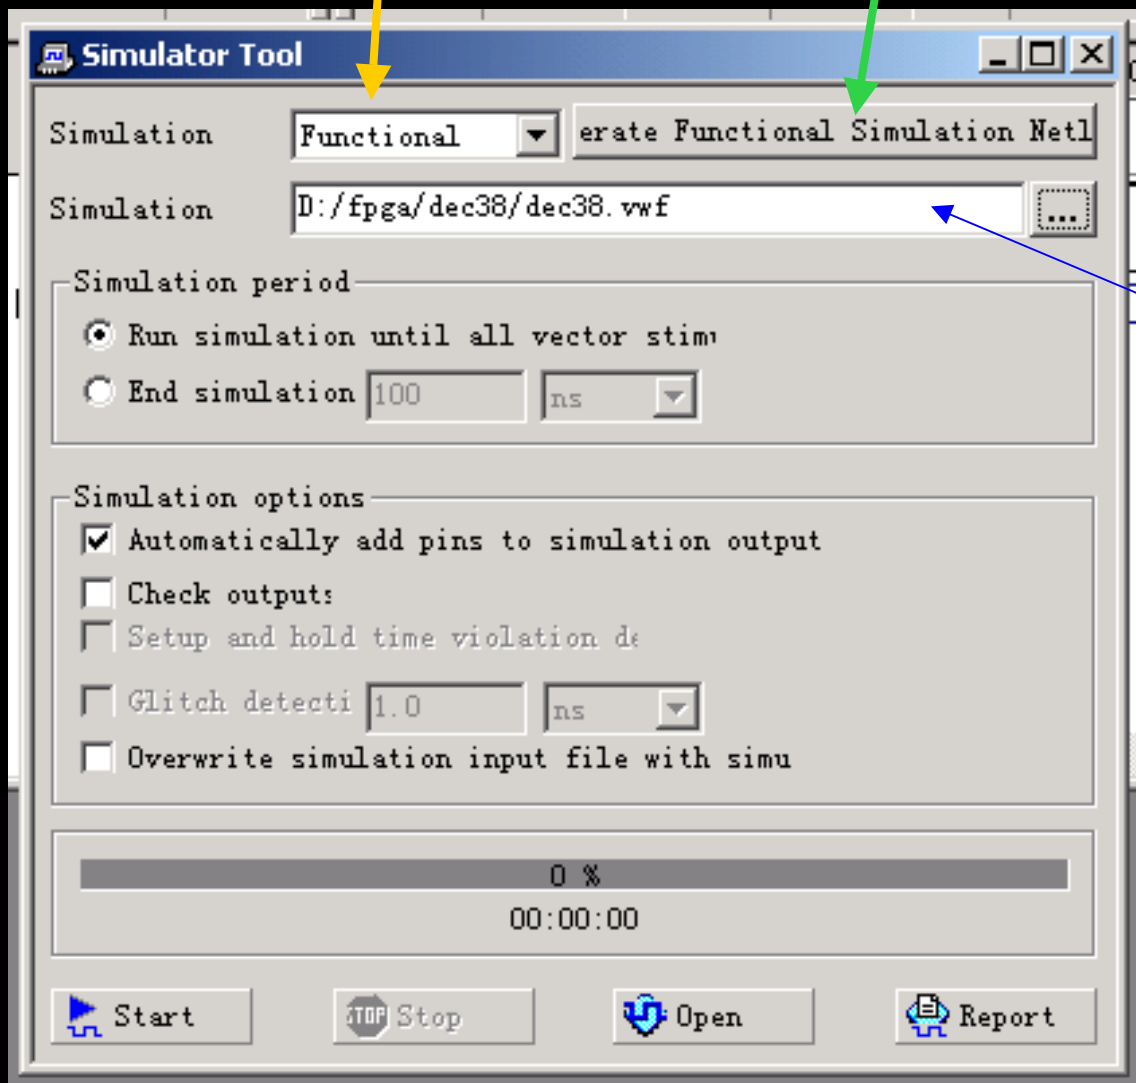 Simulator Tool
Simulation Functional erate Functional Simulation Netl
Simulation D:/fpga/dec38/dec38.vwf ...
Simulation period
Run simulation until all vector stim
End simulation 100 ns
Simulation options
Automatically add pins to simulation output
Check outputs
Setup and hold time violation de
Glitch detecti 1.0 ns
Overwrite simulation input file with simu
0 %
00:00:00
Start STOP Stop Open Report